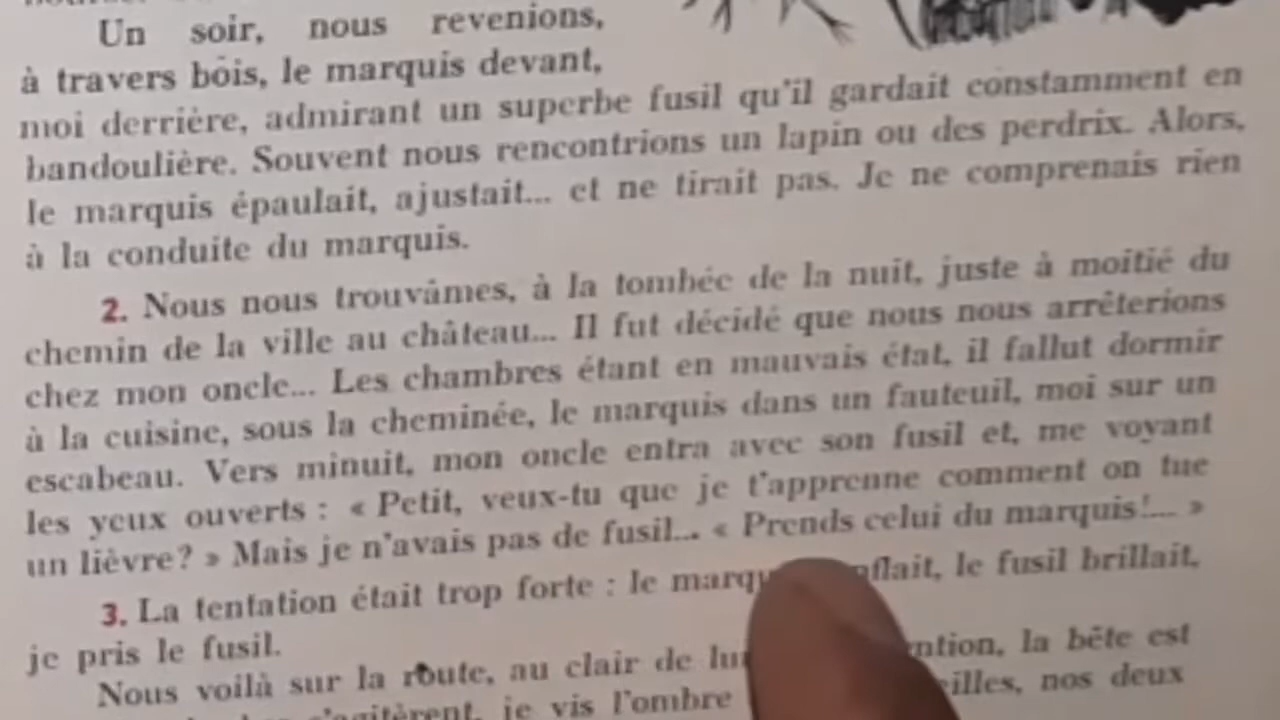 Un soir, nous revenions,
à travers bois, le marquis devant,
moi derrière, admirant un superbe fusil qu'il gardait constamment en
bandoulière. Souvent nous rencontrions un lapin ou des perdrix. Alors,
le marquis épaulait, ajustait... et ne tirait pas. Je ne comprenais rien
à la conduite du marquis.
2. Nous nous trouvâmes, à la tombée de la nuit, juste à moitié du
chemin de la ville au château... Il fut décidé que nous nous arrêterions
chez mon oncle... Les chambres étant en mauvais état, il fallut dormir
à la cuisine, sous la cheminée, le marquis dans un fauteuil, moi sur un
escabeau. Vers minuit, mon oncle entra avec son fusil et, me voyant
les yeux ouverts : « Petit, veux-tu que je t'apprenne comment on tue
un lièvre? » Mais je n'avais pas de fusil... « Prends celui du marquis!... »
3. La tentation était trop forte : le le fusil brillait,
je pris le fusil.
Nous voilà sur la route, au clair de la bête est
je vis l'ombre nos deux